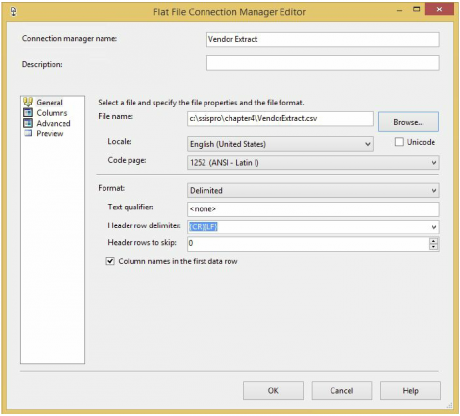 Flat File Connection Manager Editor
Connection manager name: Vendor Extract
Description:
General
Columns
Advanced
Preview
Select a file and specify the file properties and the file format.
File name: c:\ssispro\chapter4\VendorExtract.csv Browse...
Locale: English (United States) Unicode
Code page: 1252 (ANSI - Latin I)
Format: Delimited
Text qualifier: <none>
Header row delimiter: {CR}{LF}
Header rows to skip: 0
Column names in the first data row
OK Cancel Help